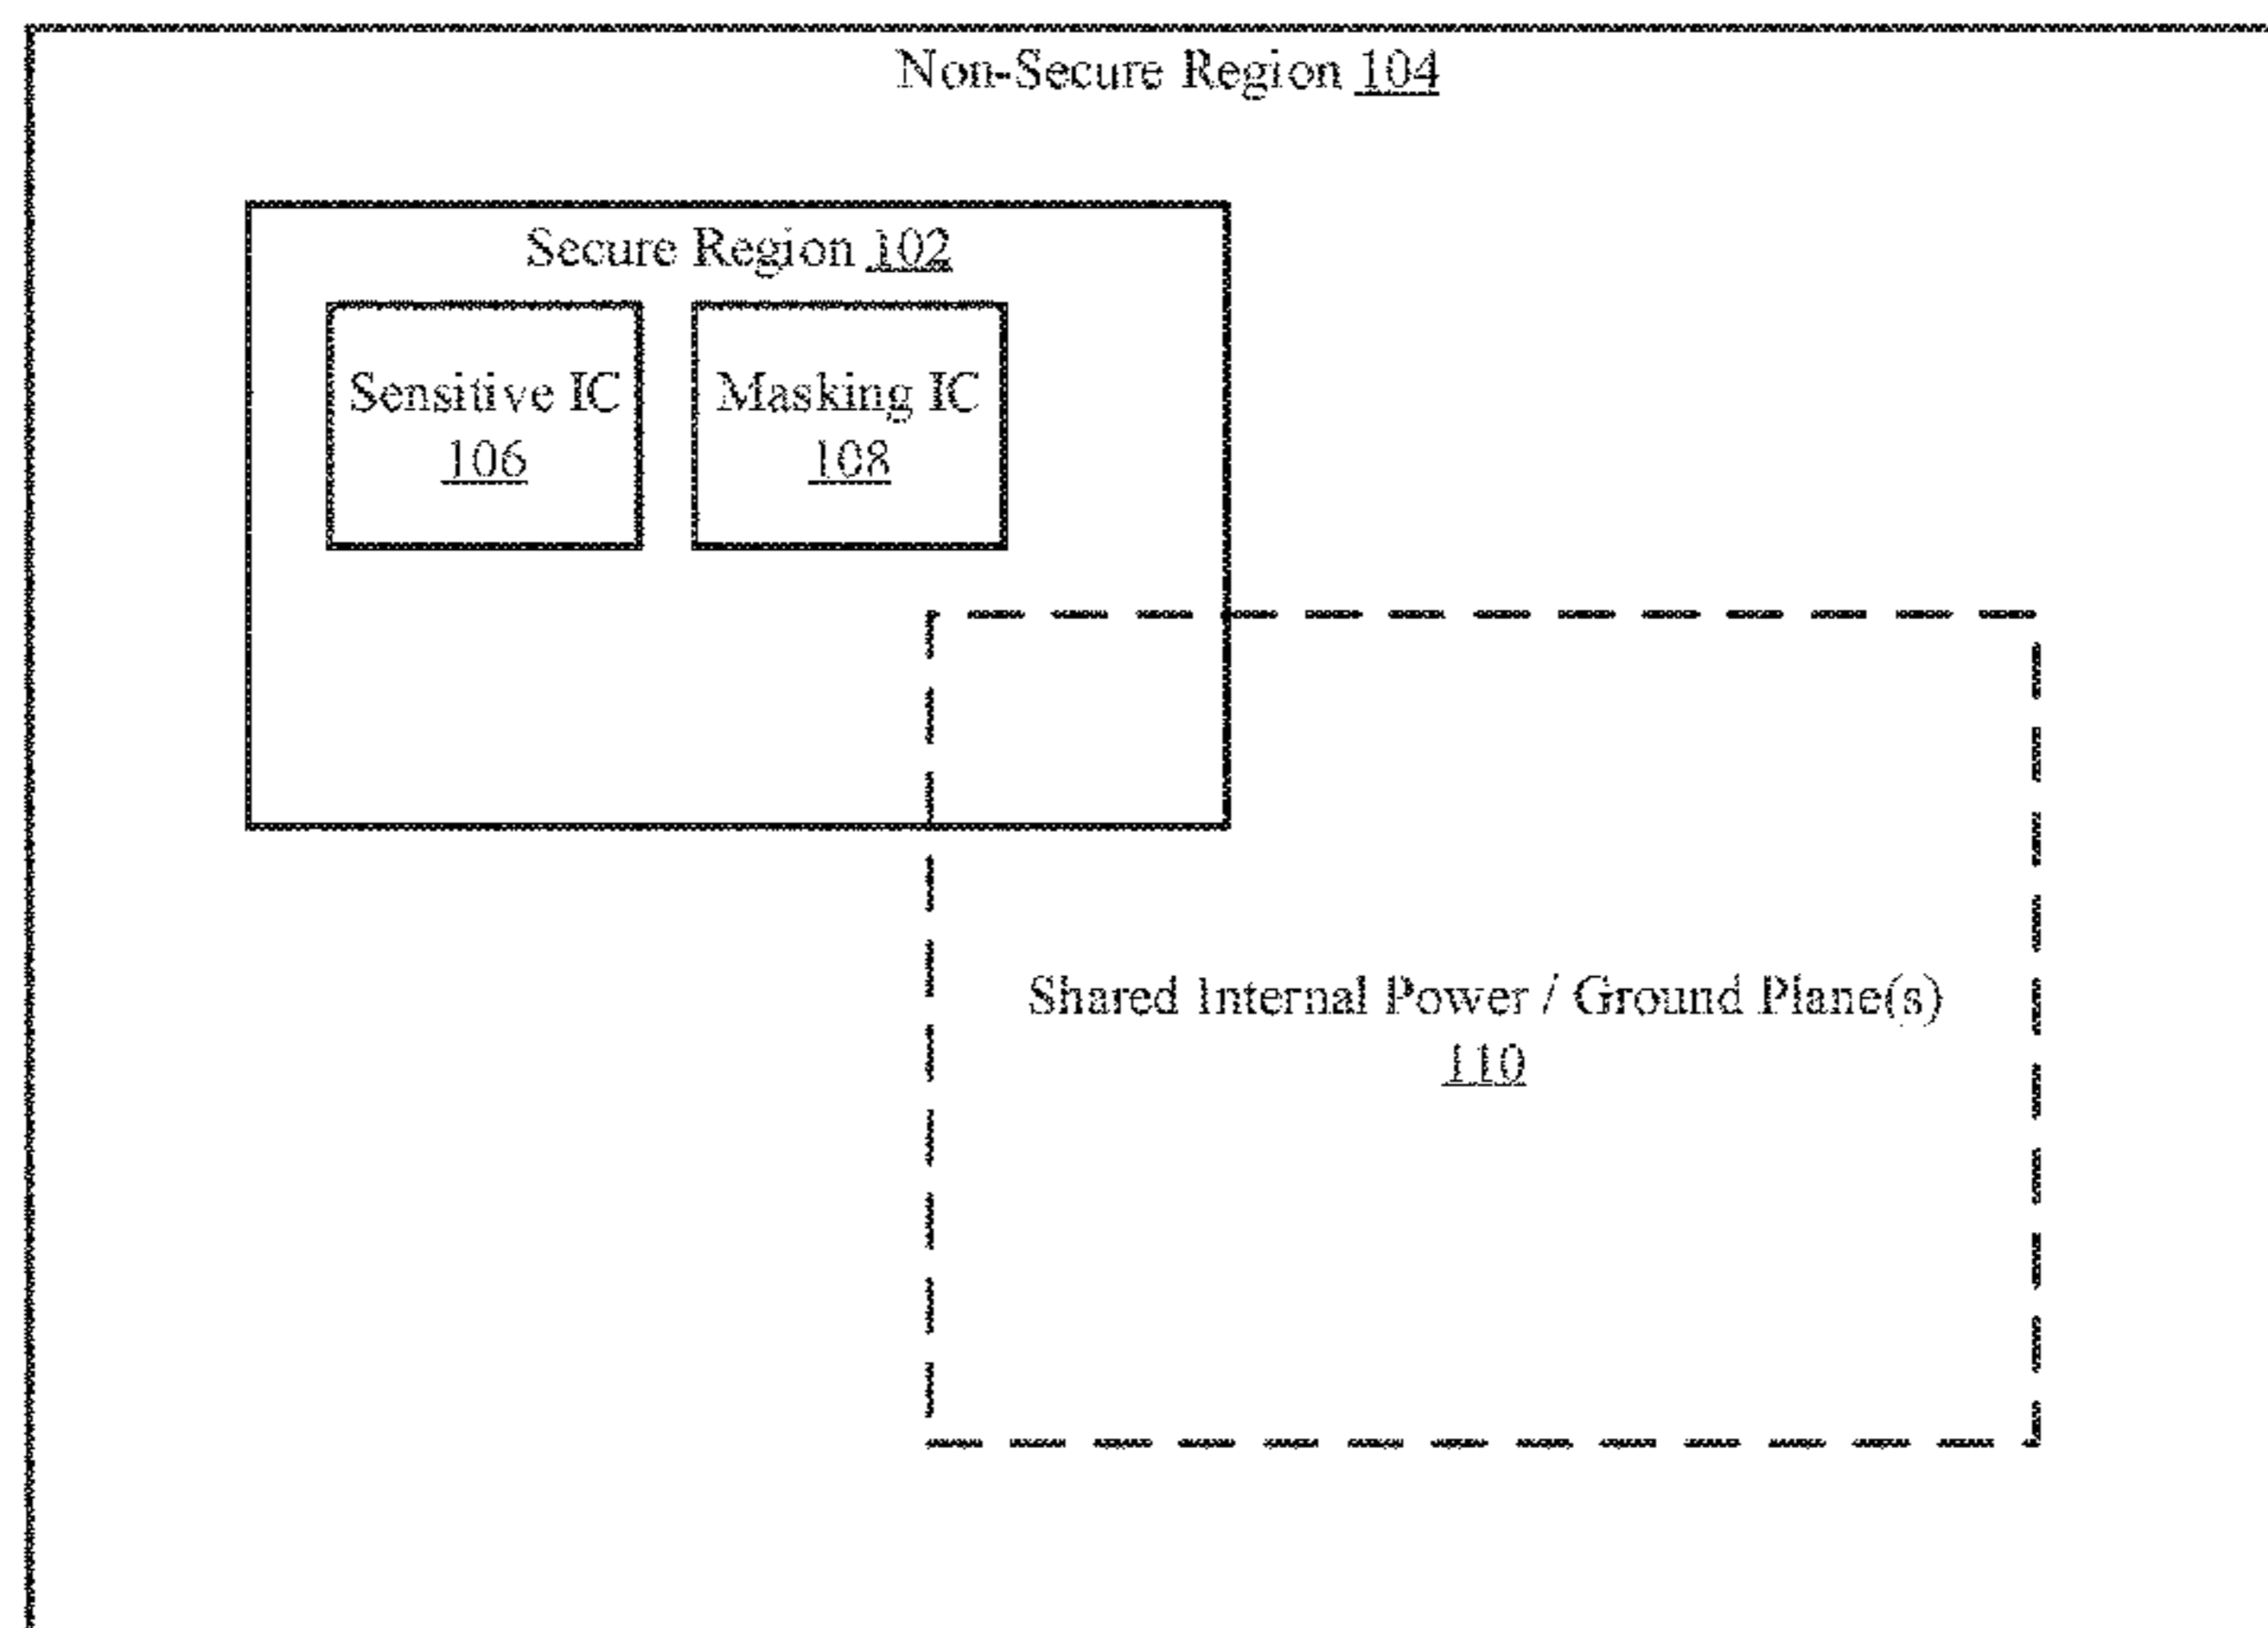 Non-Secure Region 104
Secure Region 102
Sensitive IC
106
Masking IC
108
Shared Internal Power / Ground Plane(s)
110